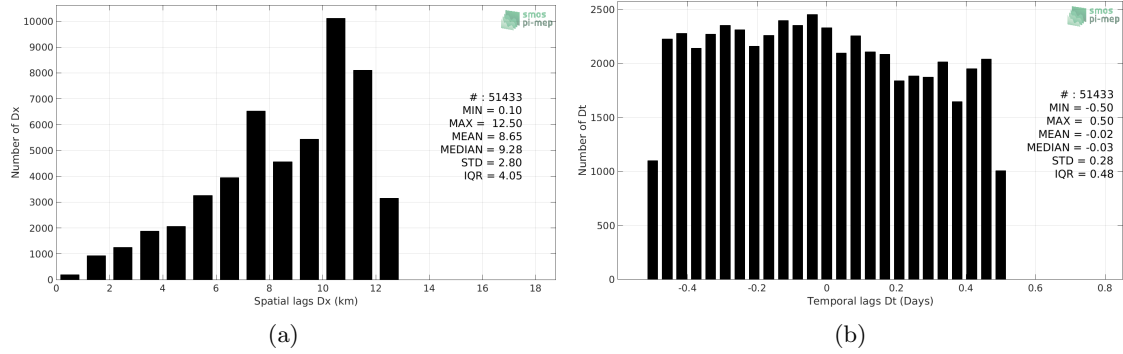 smos
pi-mep
10000
9000
8000
7000
6000
5000
4000
3000
2000
1000
0
Number of Dx
# : 51433
MIN = 0.10
MAX = 12.50
MEAN = 8.65
MEDIAN = 9.28
STD = 2.80
IQR = 4.05
0 2 4 6 8 10 12 14 16 18
Spatial lags Dx (km)
(a)
smos
pi-mep
2500
2000
1500
1000
500
0
Number of Dt
# : 51433
MIN = -0.50
MAX = 0.50
MEAN = -0.02
MEDIAN = -0.03
STD = 0.28
IQR = 0.48
-0.4 -0.2 0 0.2 0.4 0.6 0.8
Temporal lags Dt (Days)
(b)